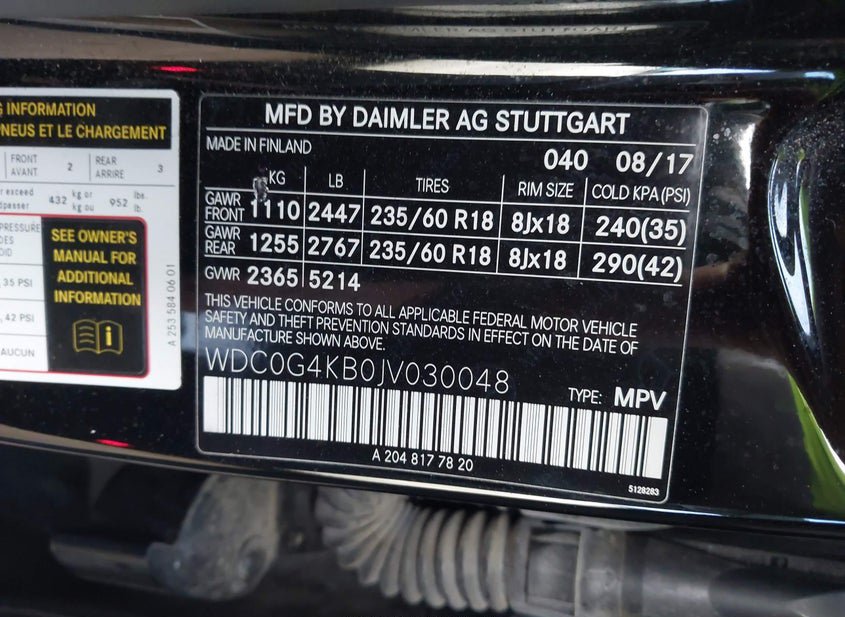 INFORMATION
PNEUS ET LE CHARGEMENT
FRONT 2 REAR 3
AVANT ARRIERE
exceed 432 kg or 952 lbs.
kg ou lb.
PRESSURE
SEE OWNER'S
MANUAL FOR
ADDITIONAL
INFORMATION
35 PSI
42 PSI
AUCUN
A 253 584 06 01
MFD BY DAIMLER AG STUTTGART
MADE IN FINLAND 040 08/17
KG LB TIRES RIM SIZE COLD KPA(PSI)
GAWR FRONT 1110 2447 235/60 R18 8Jx18 240(35)
GAWR REAR 1255 2767 235/60 R18 8Jx18 290(42)
GVWR 2365 5214
THIS VEHICLE CONFORMS TO ALL APPLICABLE FEDERAL MOTOR VEHICLE
SAFETY AND THEFT PREVENTION STANDARDS IN EFFECT ON THE DATE OF
MANUFACTURE SHOWN ABOVE.
WDC0G4KB0JV030048
TYPE: MPV
A 204 817 78 20
5128283